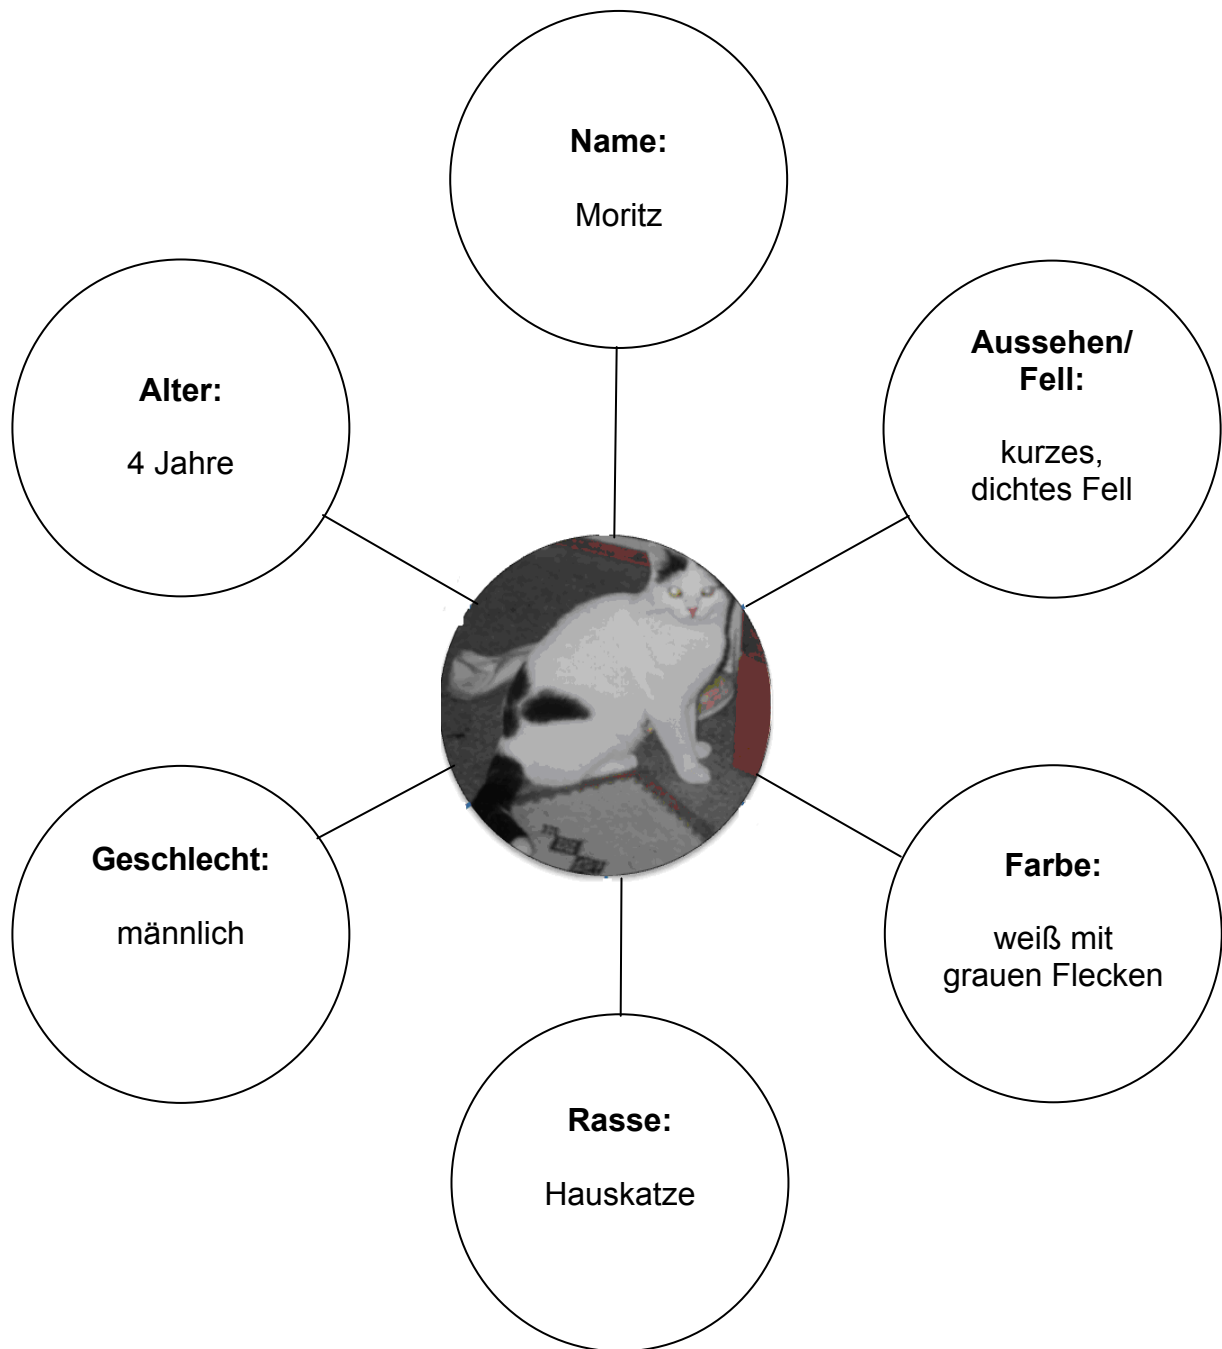 Name:
Moritz
Alter:
4 Jahre
Aussehen/
Fell:
kurzes,
dichtes Fell
Geschlecht:
männlich
Farbe:
weiß mit
grauen Flecken
Rasse:
Hauskatze